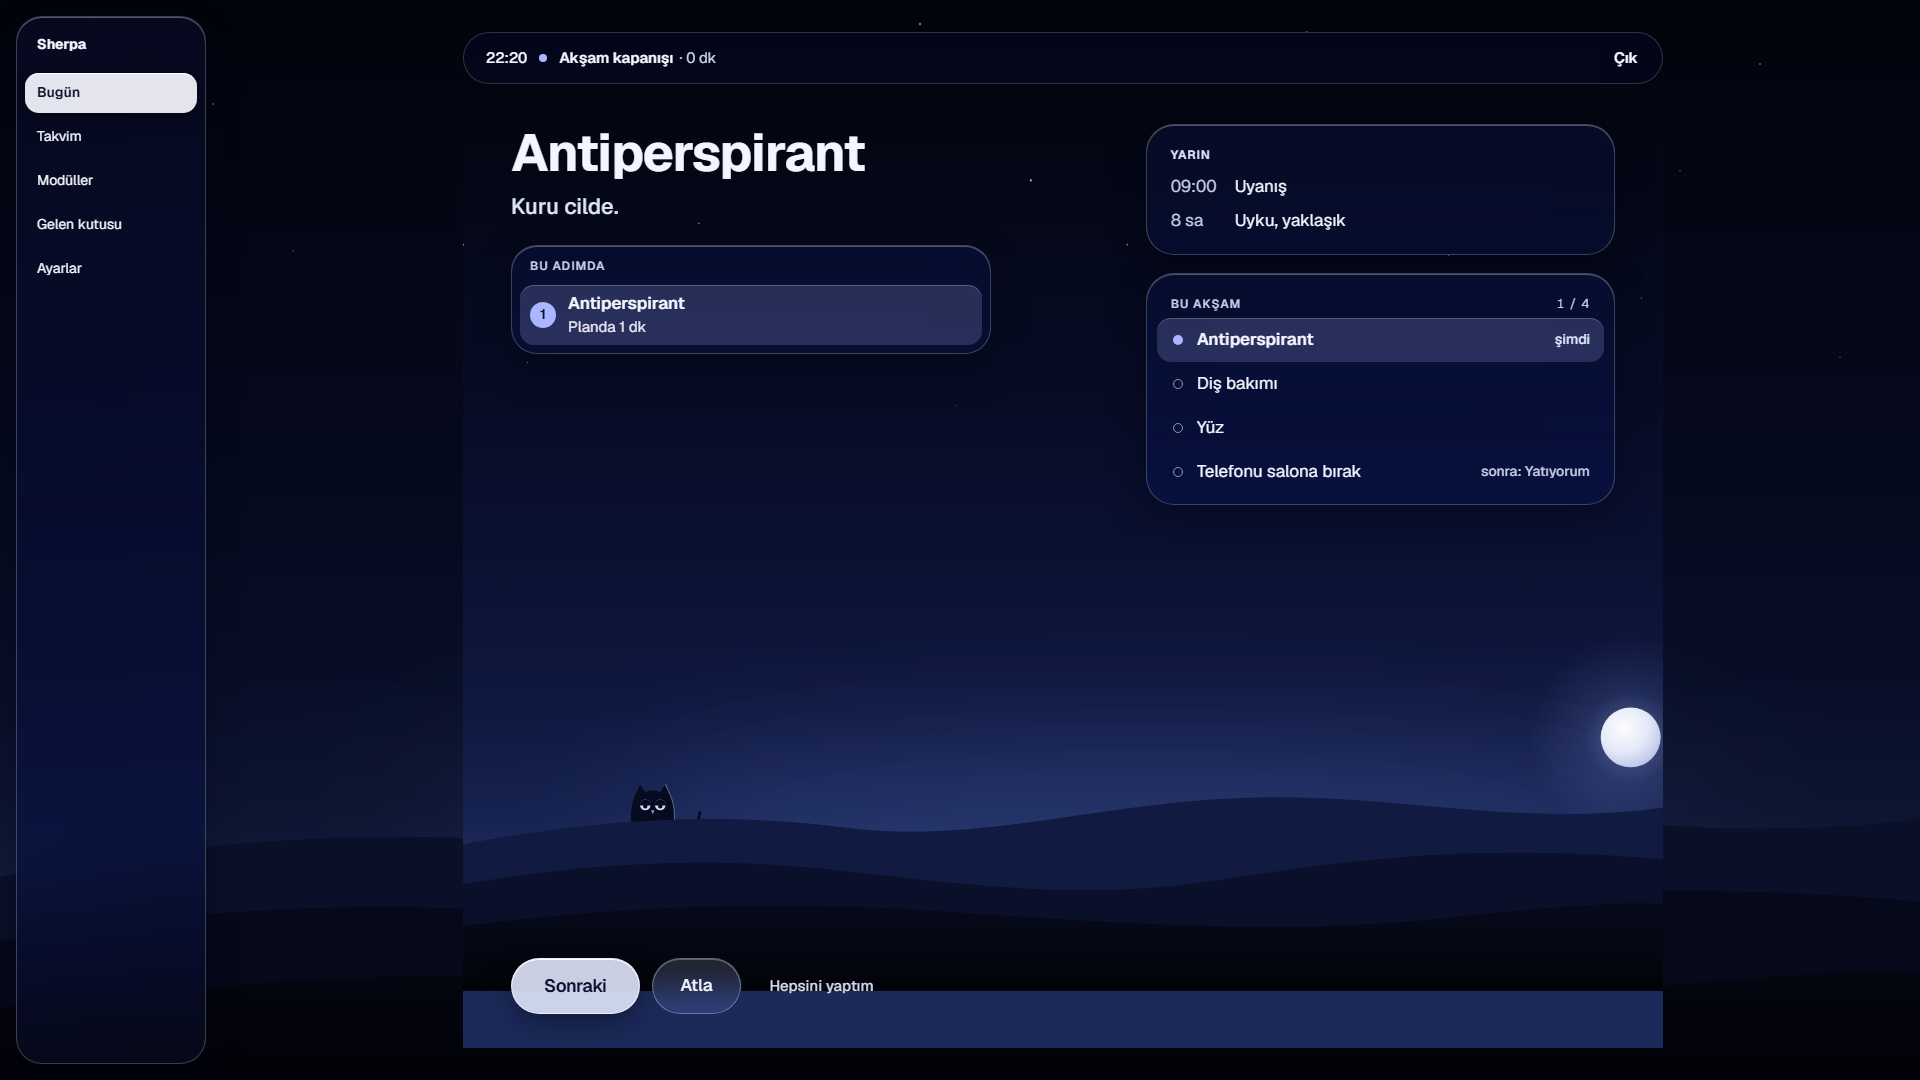 Sherpa
Bugün
Takvim
Modüller
Gelen kutusu
Ayarlar
22:20 Akşam kapanışı · 0 dk
Çık
Antiperspirant
Kuru cilde.
BU ADIMDA
1 Antiperspirant
Planda 1 dk
YARIN
09:00 Uyanış
8 sa Uyku, yaklaşık
BU AKŞAM 1 / 4
Antiperspirant şimdi
Diş bakımı
Yüz
Telefonu salona bırak sonra: Yatıyorum
Sonraki
Atla
Hepsini yaptım